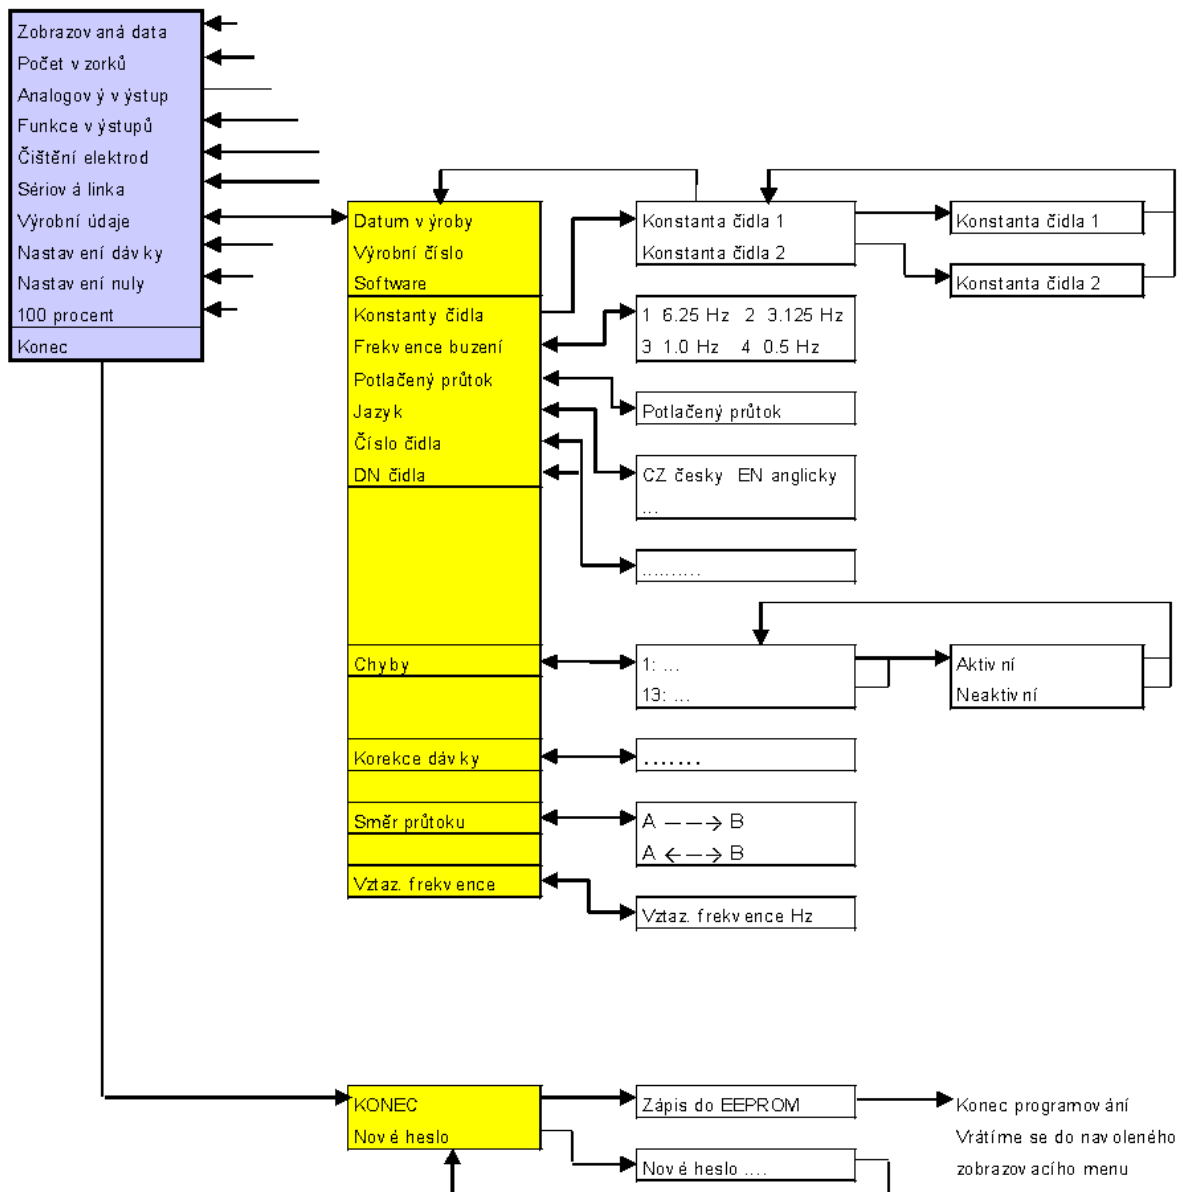 Zobrazovaná data
Počet vzorků
Analogový výstup
Funkce výstupů
Čištění elektrod
Sériová linka
Výrobní údaje
Nastavení dávky
Nastavení nuly
100 procent
Konec
Datum výroby
Výrobní číslo
Software
Konstanty čidla
Frekvence buzení
Potlačený průtok
Jazyk
Číslo čidla
DN čidla
Chyby
Korekce dávky
Směr průtoku
Vztaz. frekvence
Konstanta čidla 1
Konstanta čidla 2
Konstanta čidla 1
Konstanta čidla 2
1 6.25 Hz 2 3.125 Hz
3 1.0 Hz 4 0.5 Hz
Potlačený průtok
CZ česky EN anglicky
...
..........
1: ...
13: ...
Aktivní
Neaktivní
.......
A ——→ B
A ←—→ B
Vztaz. frekvence Hz
KONEC
Nové heslo
Zápis do EEPROM
Nové heslo ....
Konec programování
Vrátíme se do navoleného
zobrazovacího menu